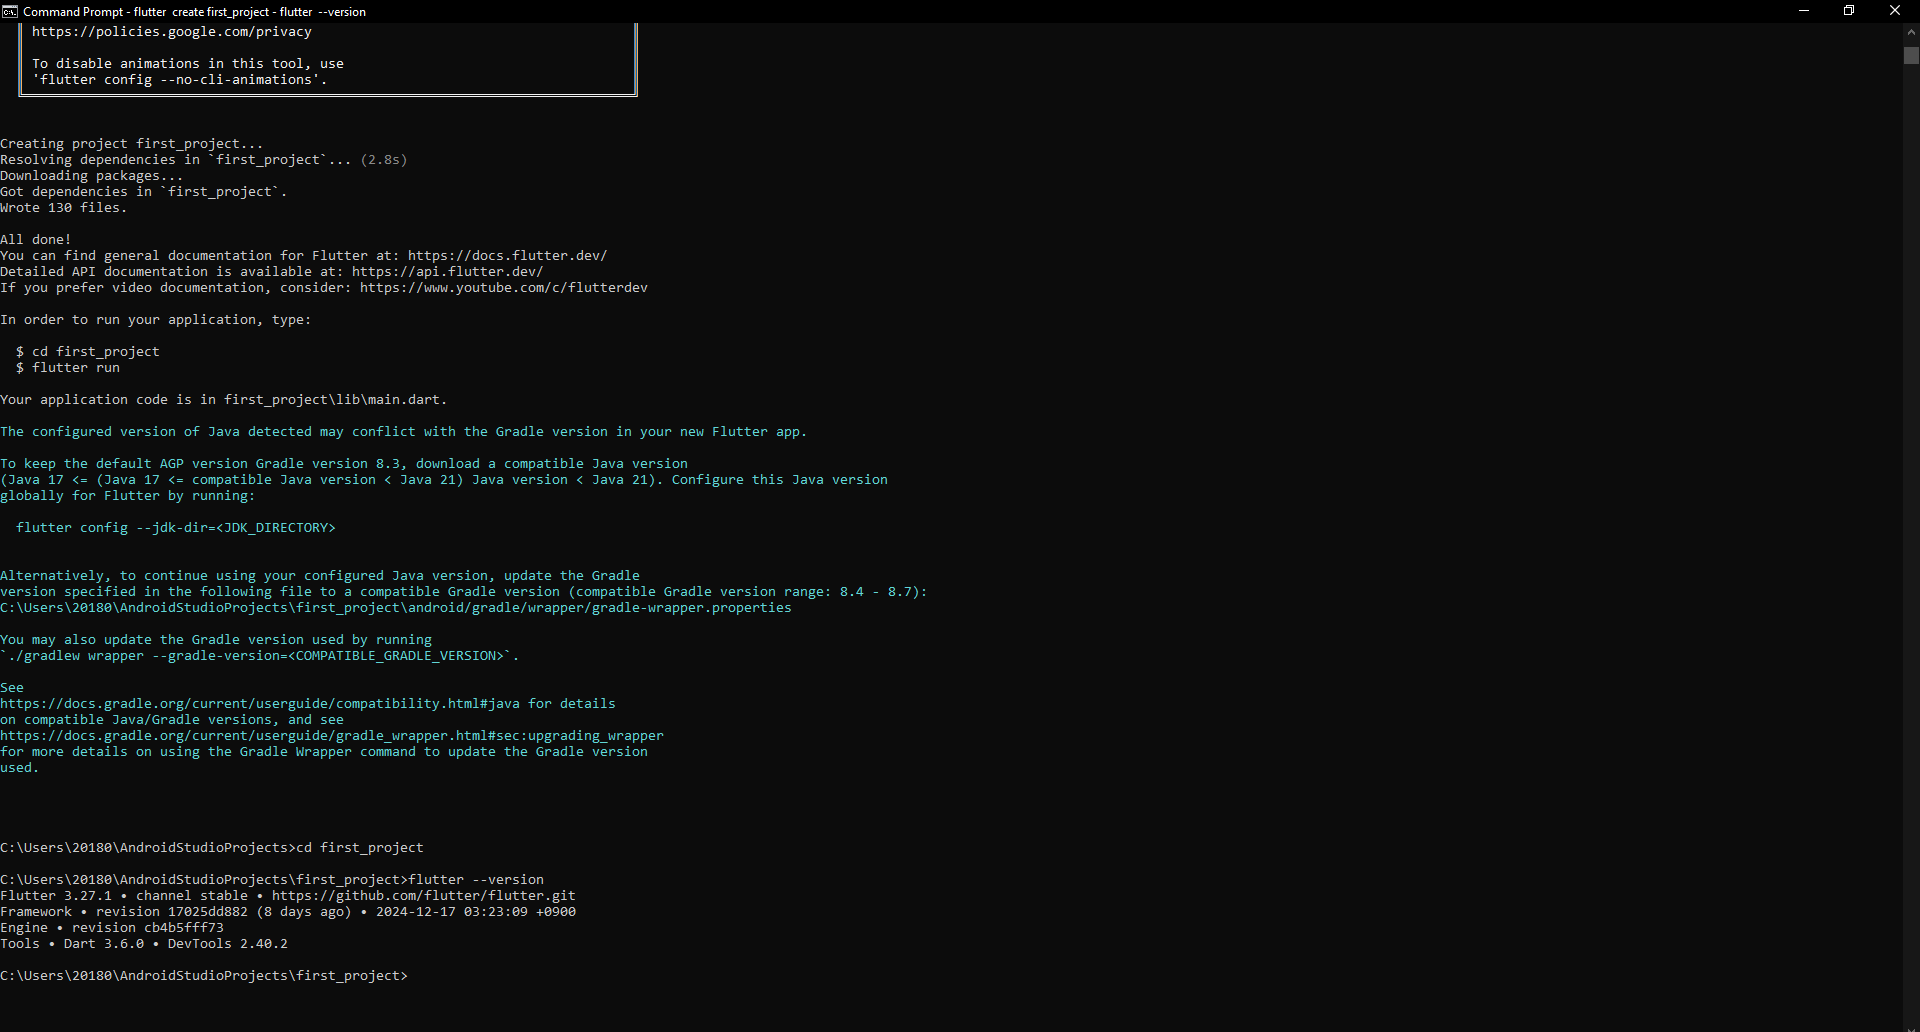 Command Prompt - flutter  create first_project - flutter  --version
https://policies.google.com/privacy
To disable animations in this tool, use
'flutter config --no-cli-animations'.
Creating project first_project...
Resolving dependencies in `first_project`... (2.8s)
Downloading packages...
Got dependencies in `first_project`.
Wrote 130 files.
All done!
You can find general documentation for Flutter at: https://docs.flutter.dev/
Detailed API documentation is available at: https://api.flutter.dev/
If you prefer video documentation, consider: https://www.youtube.com/c/flutterdev
In order to run your application, type:
$ cd first_project
$ flutter run
Your application code is in first_project\lib\main.dart.
The configured version of Java detected may conflict with the Gradle version in your new Flutter app.
To keep the default AGP version Gradle version 8.3, download a compatible Java version
(Java 17 <= (Java 17 <= compatible Java version < Java 21) Java version < Java 21). Configure this Java version
globally for Flutter by running:
flutter config --jdk-dir=<JDK_DIRECTORY>
Alternatively, to continue using your configured Java version, update the Gradle
version specified in the following file to a compatible Gradle version (compatible Gradle version range: 8.4 - 8.7):
C:\Users\20180\AndroidStudioProjects\first_project\android/gradle/wrapper/gradle-wrapper.properties
You may also update the Gradle version used by running
`./gradlew wrapper --gradle-version=<COMPATIBLE_GRADLE_VERSION>`.
See
https://docs.gradle.org/current/userguide/compatibility.html#java for details
on compatible Java/Gradle versions, and see
https://docs.gradle.org/current/userguide/gradle_wrapper.html#sec:upgrading_wrapper
for more details on using the Gradle Wrapper command to update the Gradle version
used.
C:\Users\20180\AndroidStudioProjects>cd first_project
C:\Users\20180\AndroidStudioProjects\first_project>flutter --version
Flutter 3.27.1 • channel stable • https://github.com/flutter/flutter.git
Framework • revision 17025dd882 (8 days ago) • 2024-12-17 03:23:09 +0900
Engine • revision cb4b5fff73
Tools • Dart 3.6.0 • DevTools 2.40.2
C:\Users\20180\AndroidStudioProjects\first_project>